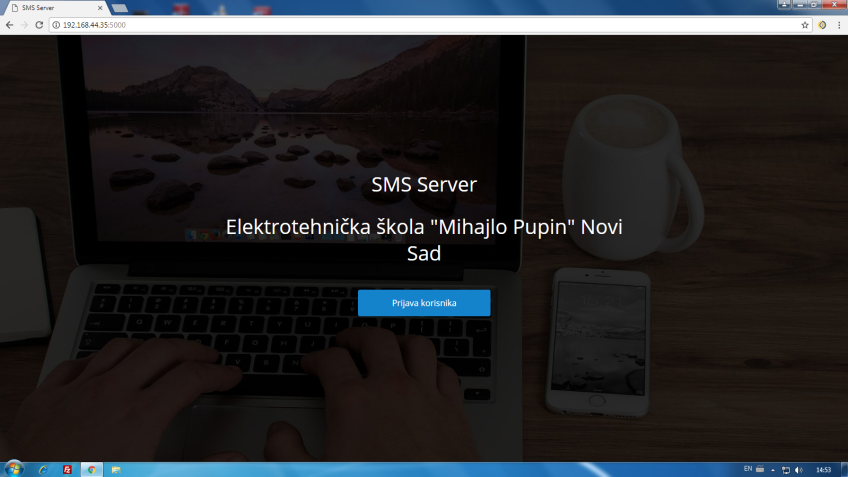 SMS Server
192.168.44.35:5000
SMS Server
Elektrotehnička škola "Mihajlo Pupin" Novi
Sad
Prijava korisnika
EN
14:53